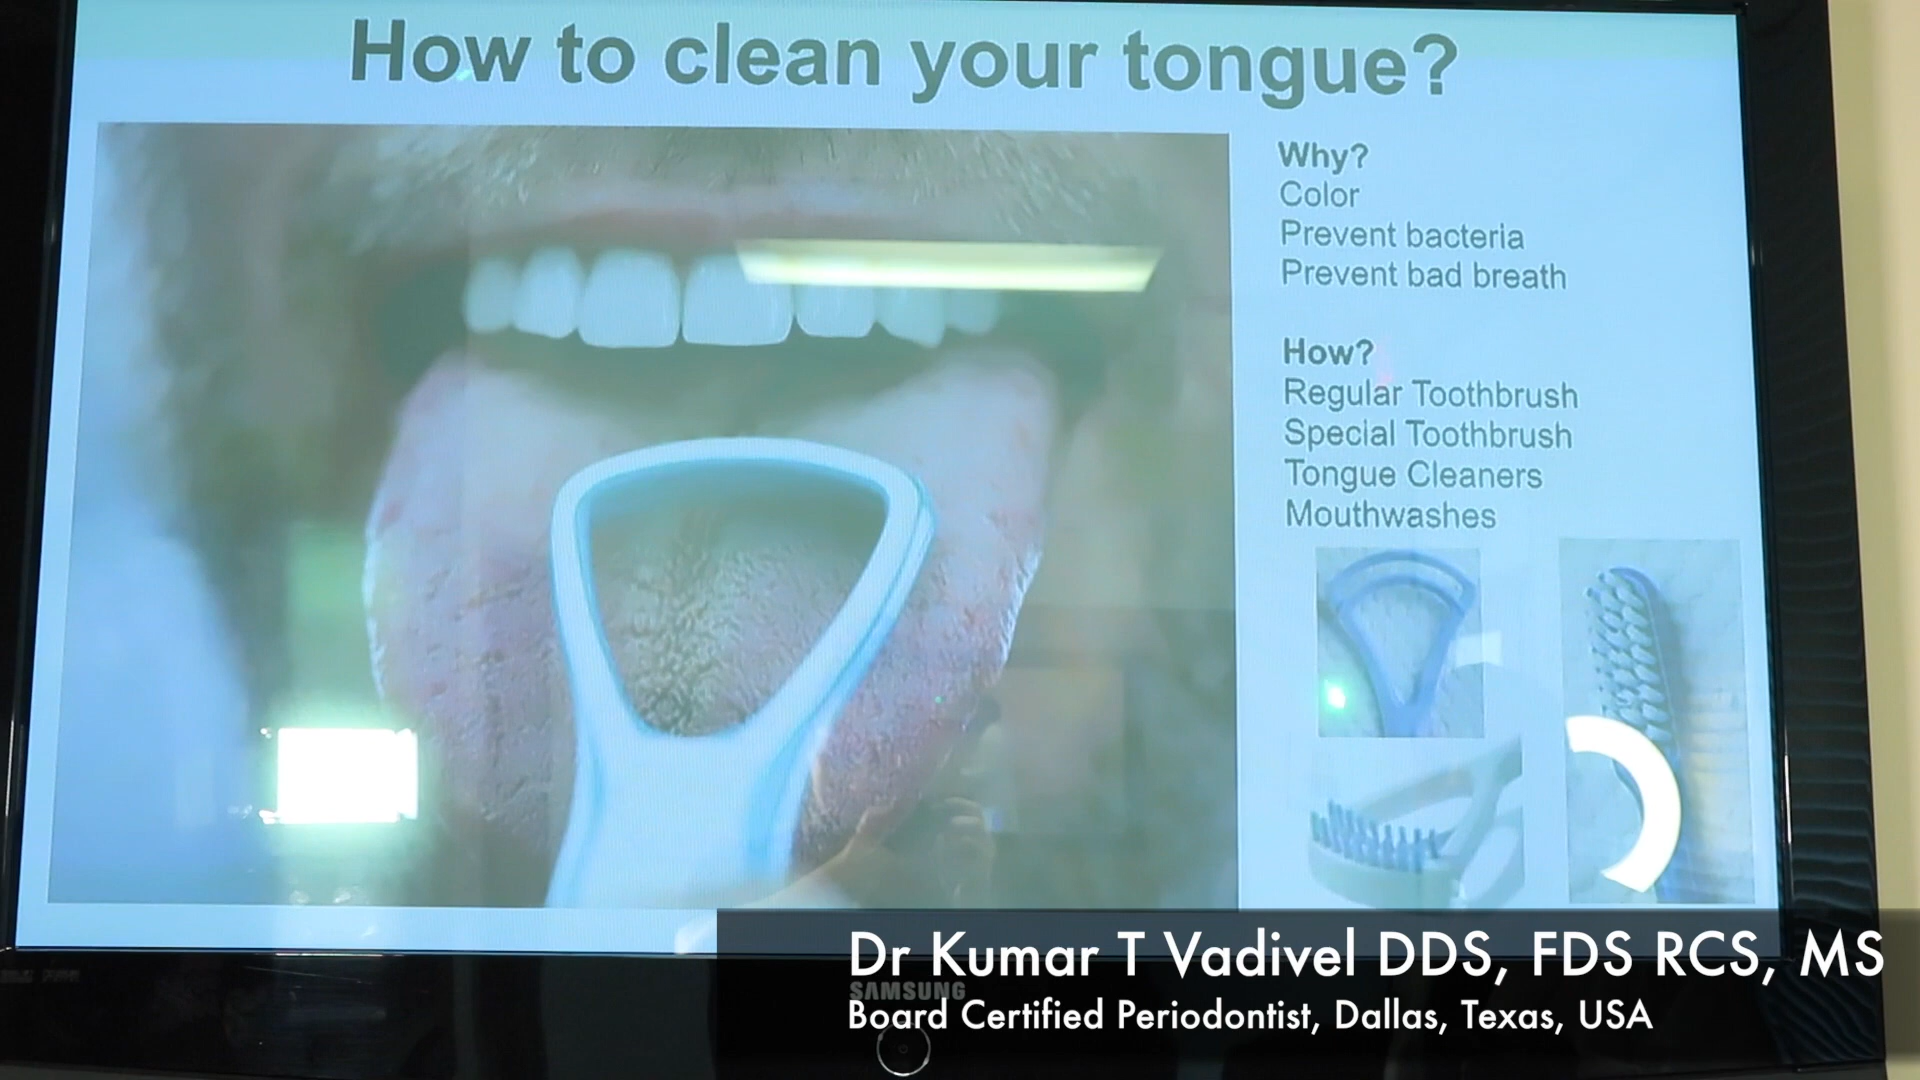 How to clean your tongue?
Why?
Color
Prevent bacteria
Prevent bad breath
How?
Regular Toothbrush
Special Toothbrush
Tongue Cleaners
Mouthwashes
Dr Kumar T Vadivel DDS, FDS RCS, MS
SAMSUNG
Board Certified Periodontist, Dallas, Texas, USA